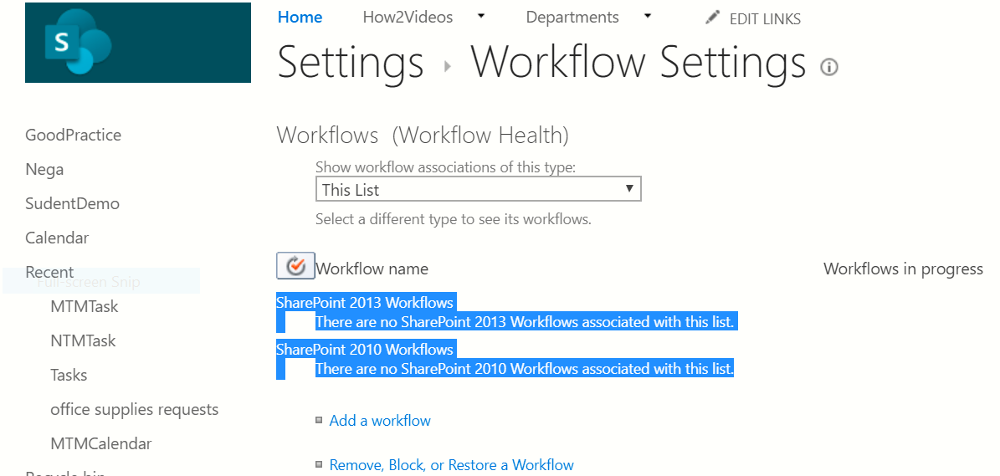 S
Home How2Videos Departments EDIT LINKS
Settings Workflow Settings
GoodPractice
Nega
SudentDemo
Calendar
Recent
Full-screen Snip
MTMTask
NTMTask
Tasks
office supplies requests
MTMCalendar
Recycle bin
Workflows (Workflow Health)
Show workflow associations of this type:
This List
Select a different type to see its workflows.
Workflow name Workflows in progress
SharePoint 2013 Workflows
There are no SharePoint 2013 Workflows associated with this list.
SharePoint 2010 Workflows
There are no SharePoint 2010 Workflows associated with this list.
Add a workflow
Remove, Block, or Restore a Workflow